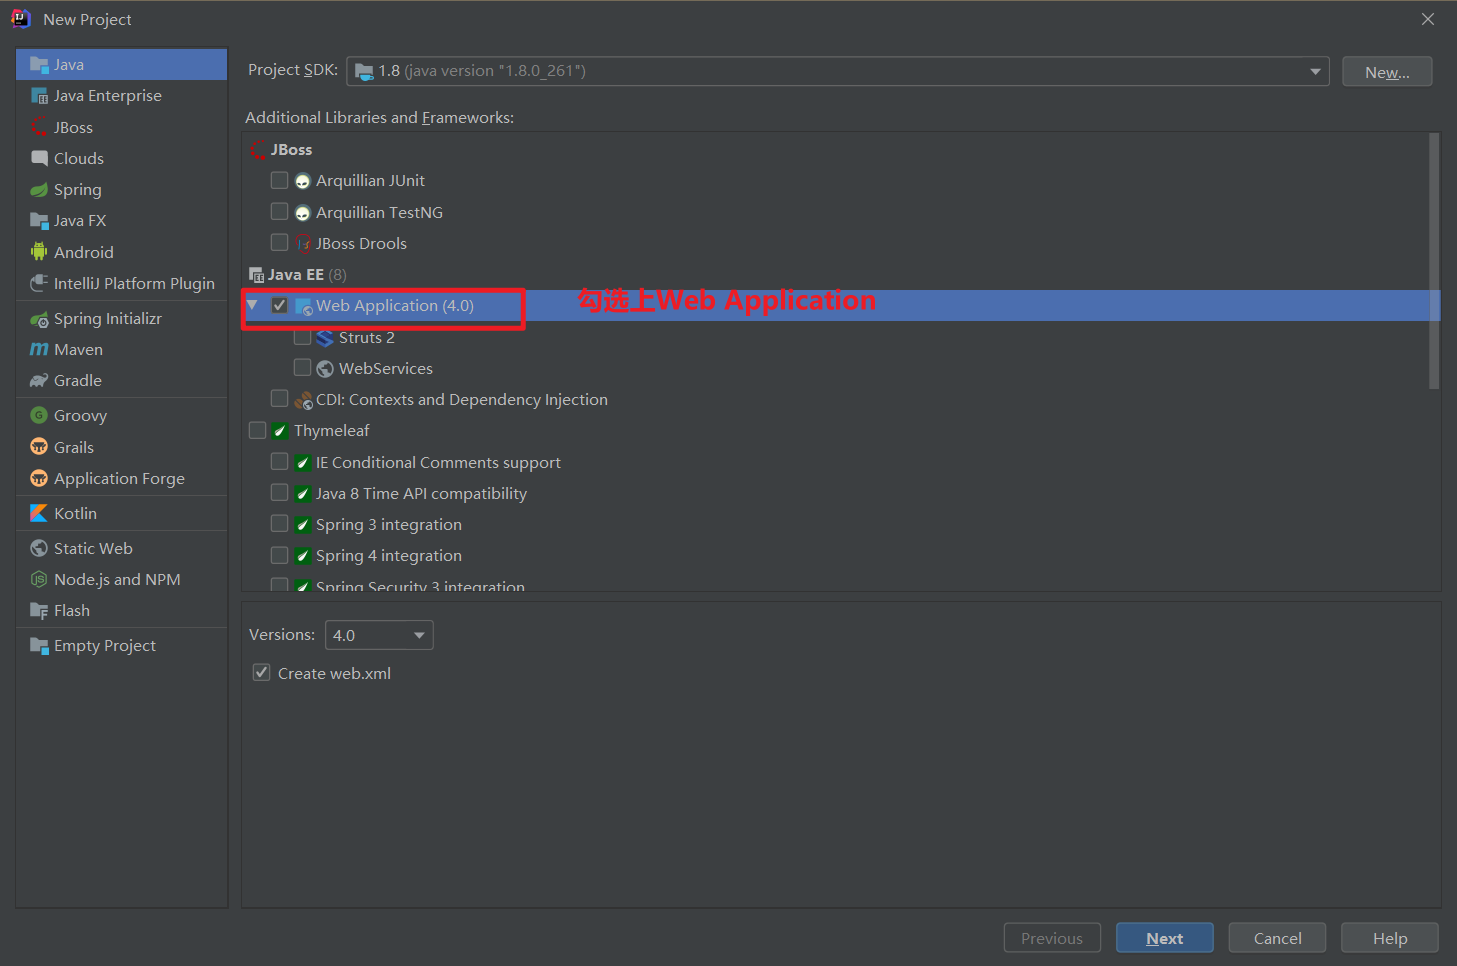 New Project
Java
Java Enterprise
JBoss
Clouds
Spring
Java FX
Android
IntelliJ Platform Plugin
Spring Initializr
Maven
Gradle
Groovy
Grails
Application Forge
Kotlin
Static Web
Node.js and NPM
Flash
Empty Project
Project SDK: 1.8 (java version "1.8.0_261") New...
Additional Libraries and Frameworks:
JBoss
Arquillian JUnit
Arquillian TestNG
JBoss Drools
Java EE (8)
Web Application (4.0) 勾选上Web Application
Struts 2
WebServices
CDI: Contexts and Dependency Injection
Thymeleaf
IE Conditional Comments support
Java 8 Time API compatibility
Spring 3 integration
Spring 4 integration
Spring Security 3 integration
Versions: 4.0
Create web.xml
Previous Next Cancel Help